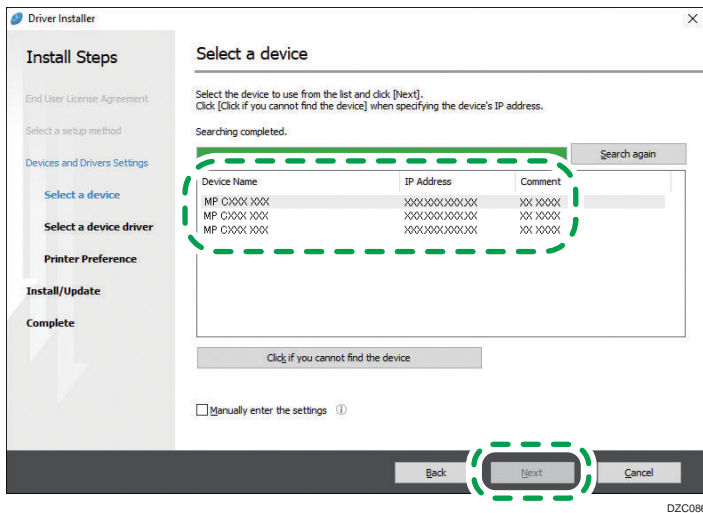 Driver Installer
Install Steps
End User License Agreement
Select a setup method
Devices and Drivers Settings
Select a device
Select a device driver
Printer Preference
Install/Update
Complete
Select a device
Select the device to use from the list and click [Next].
Click [Click if you cannot find the device] when specifying the device's IP address.
Searching completed.
Search again
Device Name IP Address Comment
MP CXXX XXX XXX.XXX.XXX.XX XX XXXX
MP CXXX XXX XXX.XXX.XXX.XX XX XXXX
MP CXXX XXX XXX.XXX.XXX.XX XX XXXX
Click if you cannot find the device
Manually enter the settings
Back Next Cancel
DZC086